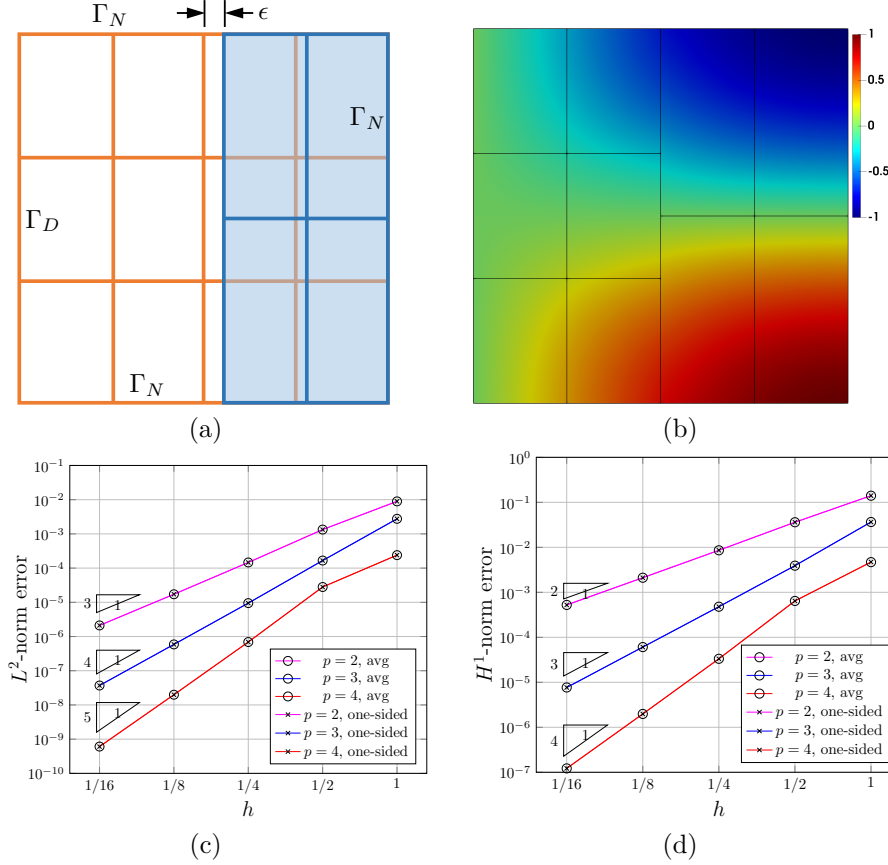 Γ_N
ϵ
Γ_N
Γ_D
Γ_N
(a)
1
0.5
0
-0.5
-1
(b)
10^{-1}
10^{-2}
10^{-3}
10^{-4}
10^{-5}
10^{-6}
10^{-7}
10^{-8}
10^{-9}
10^{-10}
L^2-norm error
3
1
4
1
5
1
p = 2, avg
p = 3, avg
p = 4, avg
p = 2, one-sided
p = 3, one-sided
p = 4, one-sided
1/16
1/8
1/4
1/2
1
h
(c)
10^0
10^{-1}
10^{-2}
10^{-3}
10^{-4}
10^{-5}
10^{-6}
10^{-7}
H^1-norm error
2
1
3
1
4
1
p = 2, avg
p = 3, avg
p = 4, avg
p = 2, one-sided
p = 3, one-sided
p = 4, one-sided
1/16
1/8
1/4
1/2
1
h
(d)